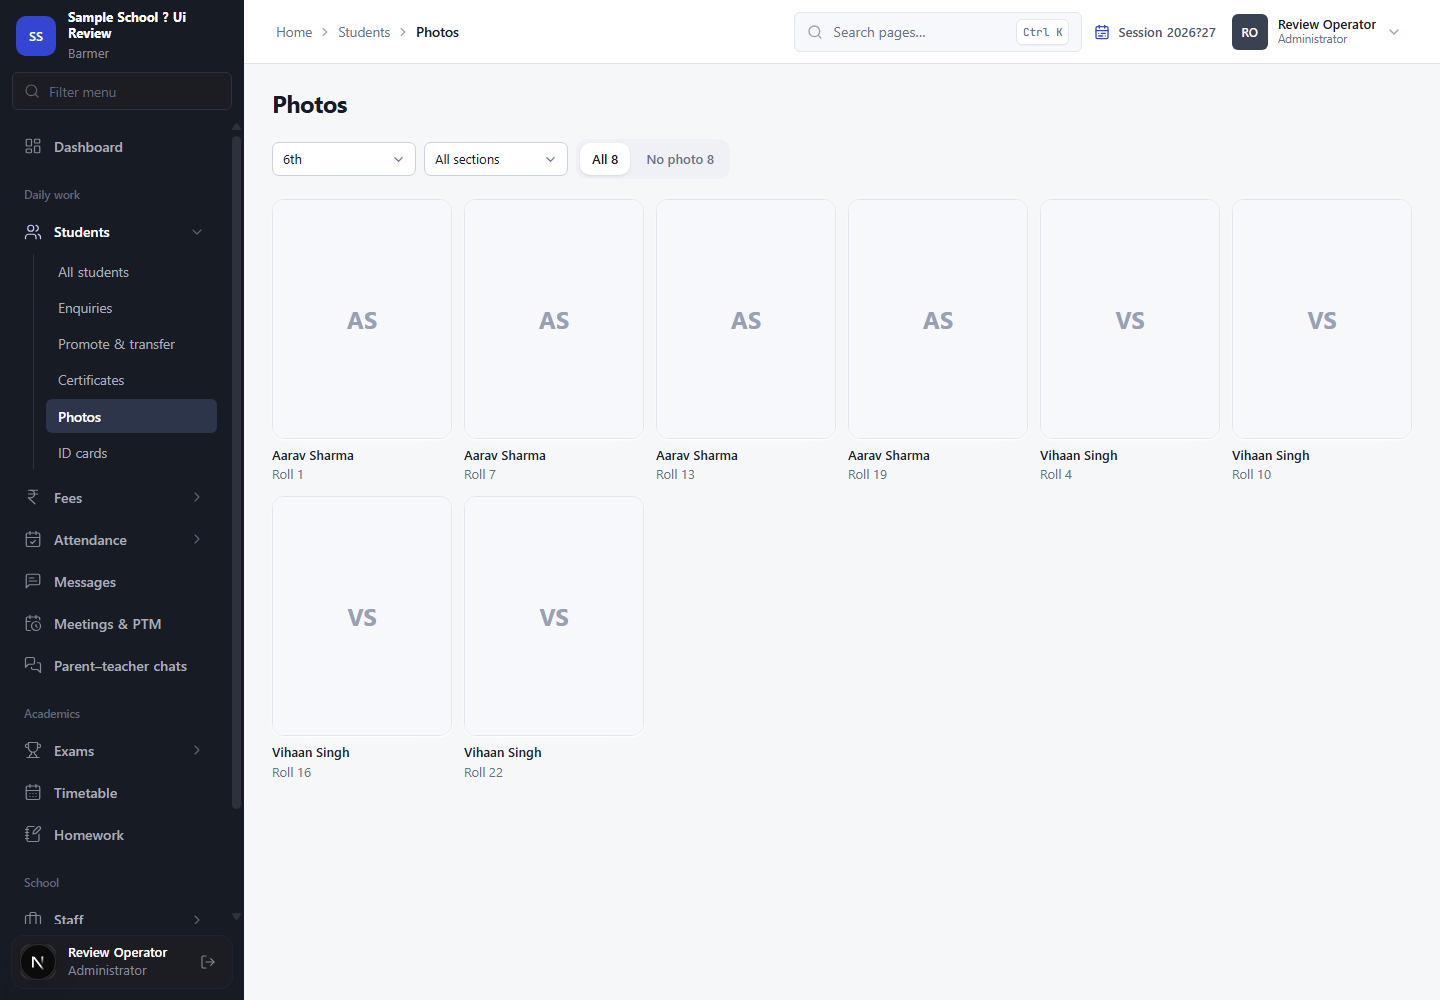 SS
Sample School ? Ui
Review
Barmer
Filter menu
Dashboard
Daily work
Students
All students
Enquiries
Promote & transfer
Certificates
Photos
ID cards
Fees
Attendance
Messages
Meetings & PTM
Parent–teacher chats
Academics
Exams
Timetable
Homework
School
Staff
N
Review Operator
Administrator
Home
Students
Photos
Search pages...
Ctrl K
Session 2026?27
RO
Review Operator
Administrator
Photos
6th
All sections
All 8
No photo 8
AS
AS
AS
AS
VS
VS
Aarav Sharma
Aarav Sharma
Aarav Sharma
Aarav Sharma
Vihaan Singh
Vihaan Singh
Roll 1
Roll 7
Roll 13
Roll 19
Roll 4
Roll 10
VS
VS
Vihaan Singh
Vihaan Singh
Roll 16
Roll 22